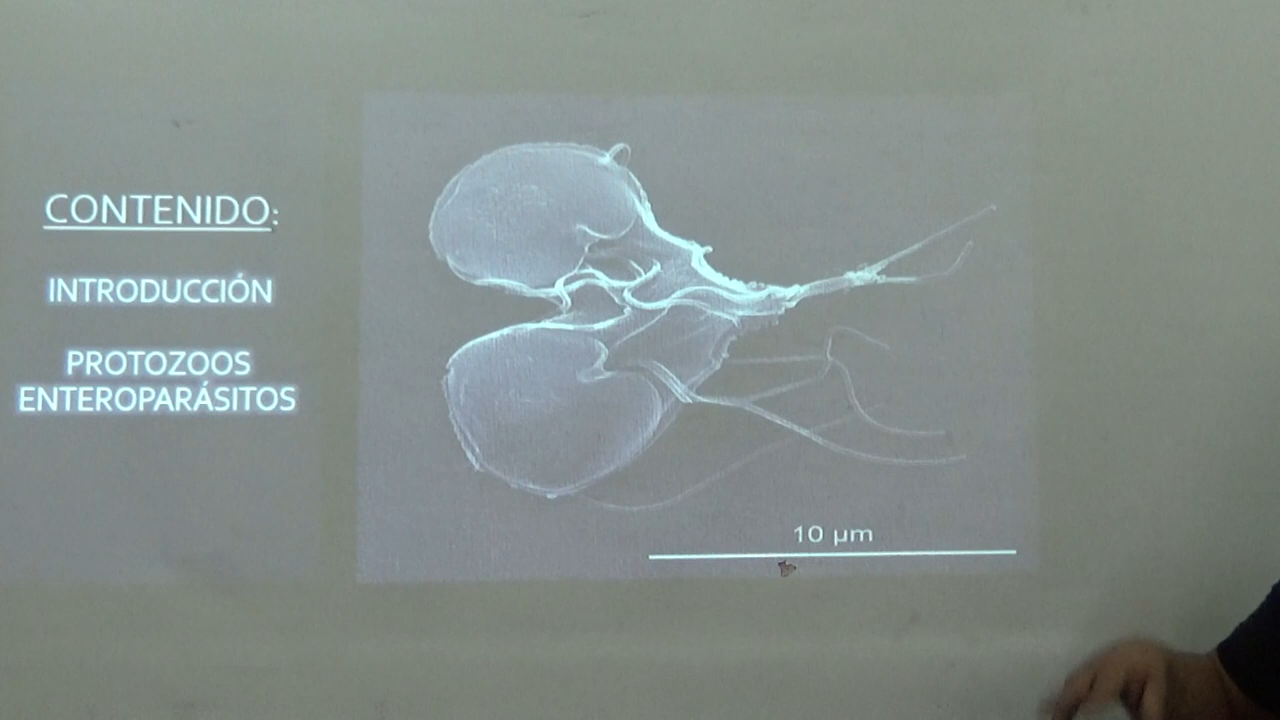 CONTENIDO:
INTRODUCCIÓN
PROTOZOOS
ENTEROPARÁSITOS
10 µm